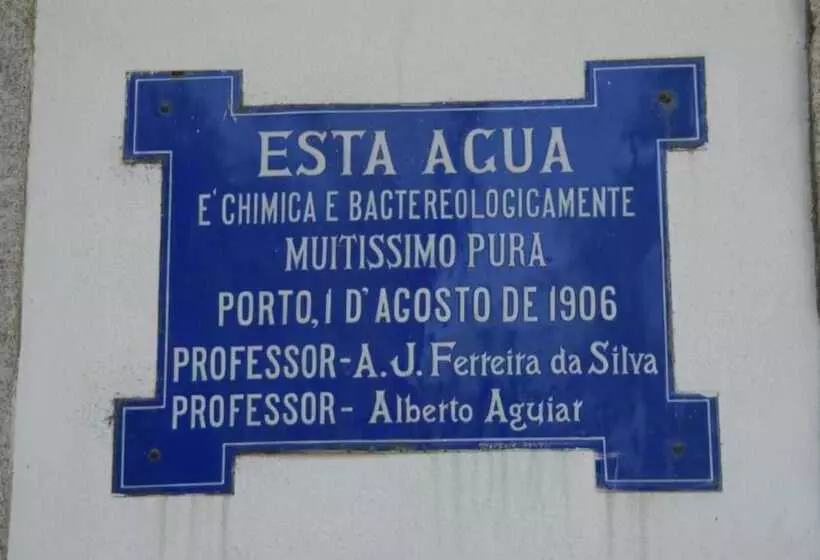 ESTA AGUA
E' CHIMICA E BACTEREOLOGICAMENTE
MUITISSIMO PURA
PORTO, 1 D'AGOSTO DE 1906
PROFESSOR-A. J. Ferreira da Silva
PROFESSOR- Alberto Aguiar